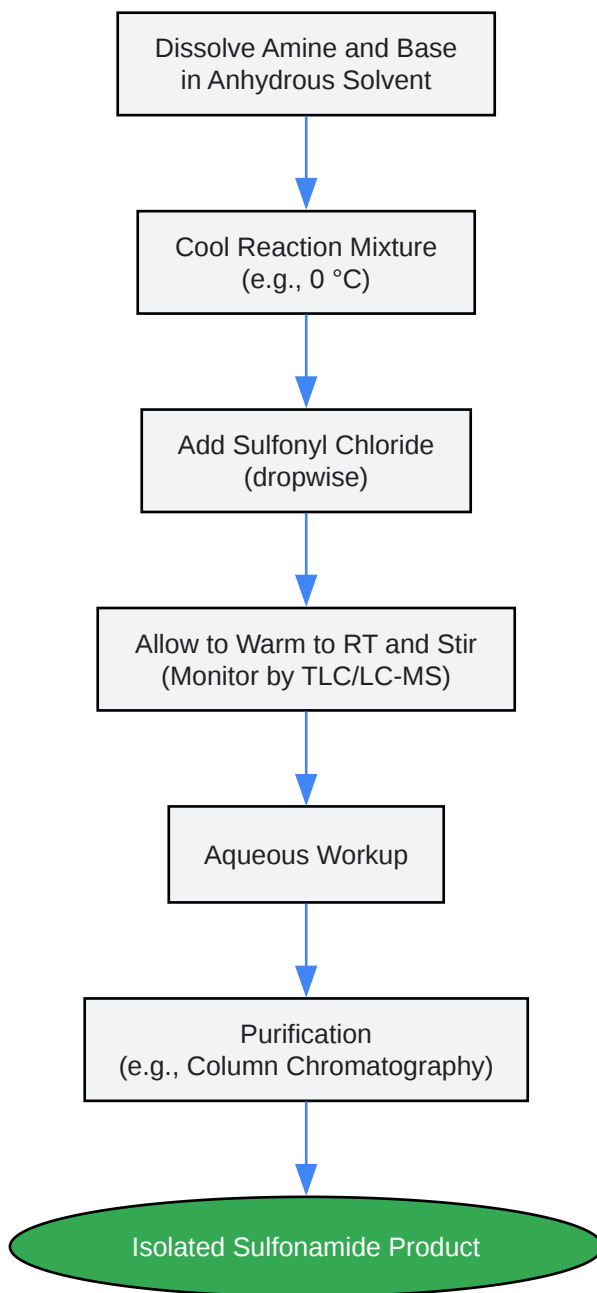 Dissolve Amine and Base
in Anhydrous Solvent
Cool Reaction Mixture
(e.g., 0 °C)
Add Sulfonyl Chloride
(dropwise)
Allow to Warm to RT and Stir
(Monitor by TLC/LC-MS)
Aqueous Workup
Purification
(e.g., Column Chromatography)
Isolated Sulfonamide Product